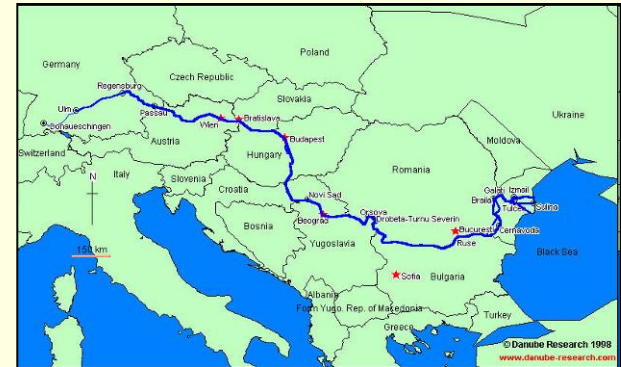 Poland
Germany
Czech Republic
Regensburg
Slovakia
Ukraine
Ulm
Passau
Donaueschingen
Wien
Bratislava
Austria
Budapest
Moldova
Switzerland
Hungary
Romania
N
Italy
Slovenia
Croatia
Galati
Izmail
Novi Sad
Braila
Tulcea
Sulina
Orsova
Drobeta-Turnu Severin
Beograd
Bosnia
Bucuresti
Cernavoda
150 km
Yugoslavia
Ruse
Black Sea
Sofia
Bulgaria
Albania
Form Yugo. Rep. of Macedonia
Turkey
Greece
© Danube Research 1998
www.danube-research.com